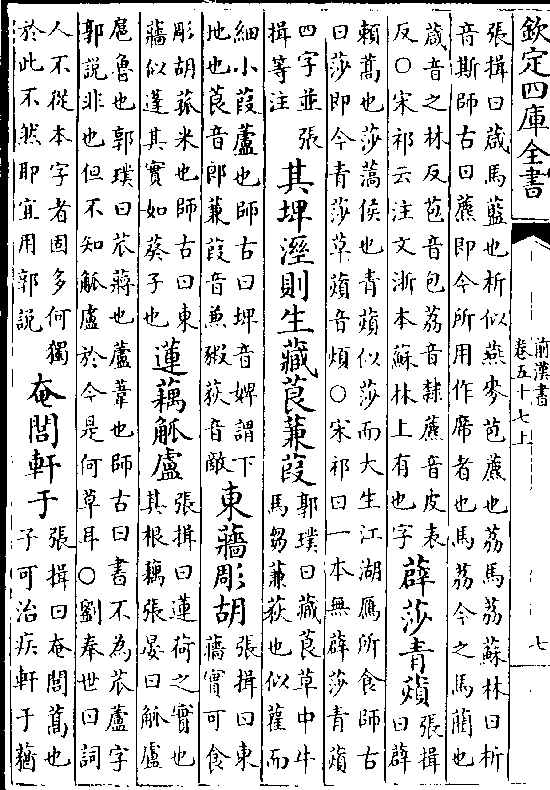 欽定四庫全書
前漢書
卷五十七上
七
張揖曰葴馬藍也析似燕麥苞藨也荔馬荔蘇林曰析
音斯師古曰藨即今所用作席者也馬荔今之馬藺也
葴音之林反苞音包荔音隸藨音皮表
反○宋祁云注文浙本蘇林上有也字
薜莎青薠
張揖曰薜
賴蒿也莎蒿侯也青薠似莎而大生江湖鴈所食師古
曰莎即今青莎草薠音煩○宋祁曰一本無薜莎青薠
四字並張
揖等注
其埤溼則生藏莨蒹葭
郭璞曰藏莨草中牛
馬芻蒹荻也似雚而
細小葭蘆也師古曰埤音婢謂下
地也莨音郎蒹葭音兼猳荻音敵
東蘠彫胡
張揖曰東
蘠實可食
彫胡菰米也師古曰東
蘠似蓬其實如葵子也
蓮藕觚盧
張揖曰蓮荷之實也
其根藕張晏曰觚盧
扈魯也郭璞曰苽蔣也蘆葦也師古曰書不為苽蘆字
郭說非也但不知觚盧於今是何草耳○劉奉世曰詞
人不從本字者固多何獨
於此不然耶宜用郭說
奄閭軒于
張揖曰奄閭蒿也
子可治疾軒于蕕